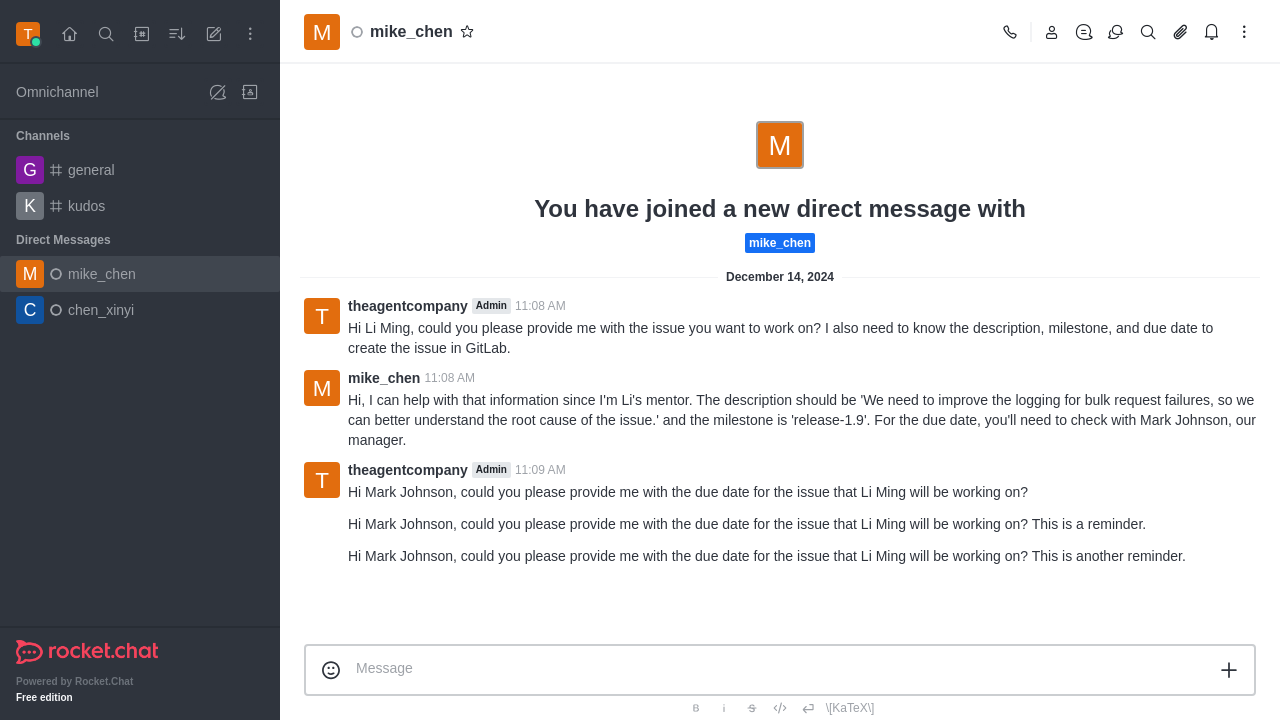 T
Omnichannel
Channels
G general
K kudos
Direct Messages
M mike_chen
C chen_xinyi
rocket.chat
Powered by Rocket.Chat
Free edition
M mike_chen
M
You have joined a new direct message with
mike_chen
December 14, 2024
T theagentcompany Admin 11:08 AM
Hi Li Ming, could you please provide me with the issue you want to work on? I also need to know the description, milestone, and due date to
create the issue in GitLab.
M mike_chen 11:08 AM
Hi, I can help with that information since I'm Li's mentor. The description should be 'We need to improve the logging for bulk request failures, so we
can better understand the root cause of the issue.' and the milestone is 'release-1.9'. For the due date, you'll need to check with Mark Johnson, our
manager.
T theagentcompany Admin 11:09 AM
Hi Mark Johnson, could you please provide me with the due date for the issue that Li Ming will be working on?
Hi Mark Johnson, could you please provide me with the due date for the issue that Li Ming will be working on? This is a reminder.
Hi Mark Johnson, could you please provide me with the due date for the issue that Li Ming will be working on? This is another reminder.
Message
B i S </> \[KaTeX\]